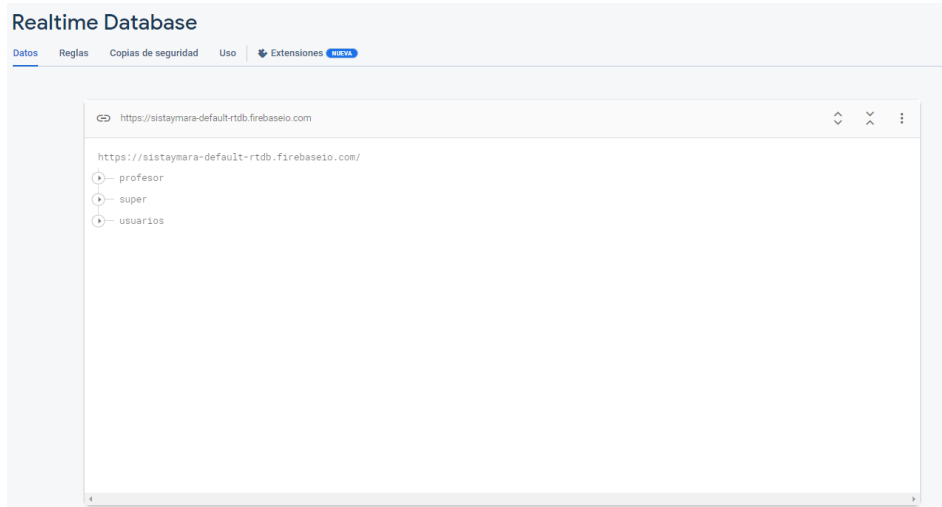 Realtime Database
Datos Reglas Copias de seguridad Uso Extensiones NUEVA
https://sistaymara-default-rtdb.firebaseio.com
https://sistaymara-default-rtdb.firebaseio.com/
profesor
super
usuarios